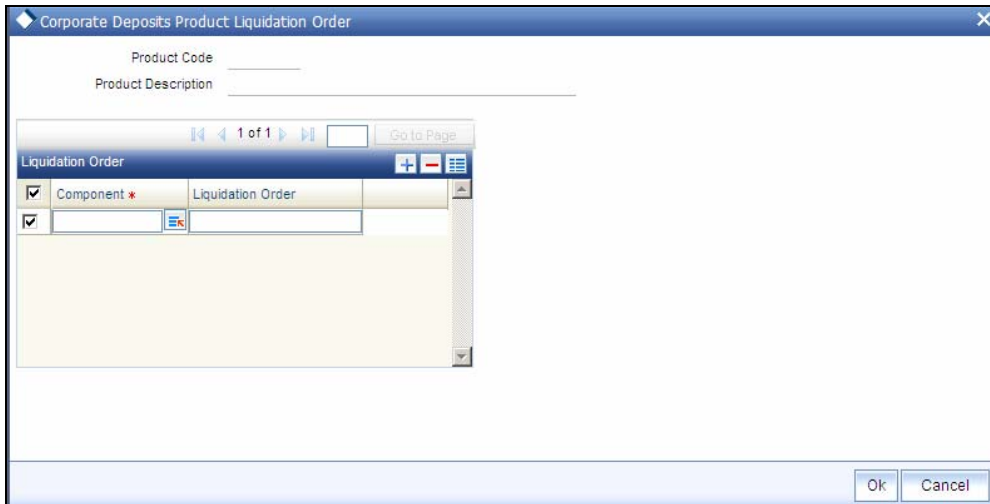 Corporate Deposits Product Liquidation Order
Product Code
Product Description
1 of 1 Go to Page
Liquidation Order
Component * Liquidation Order
Ok Cancel